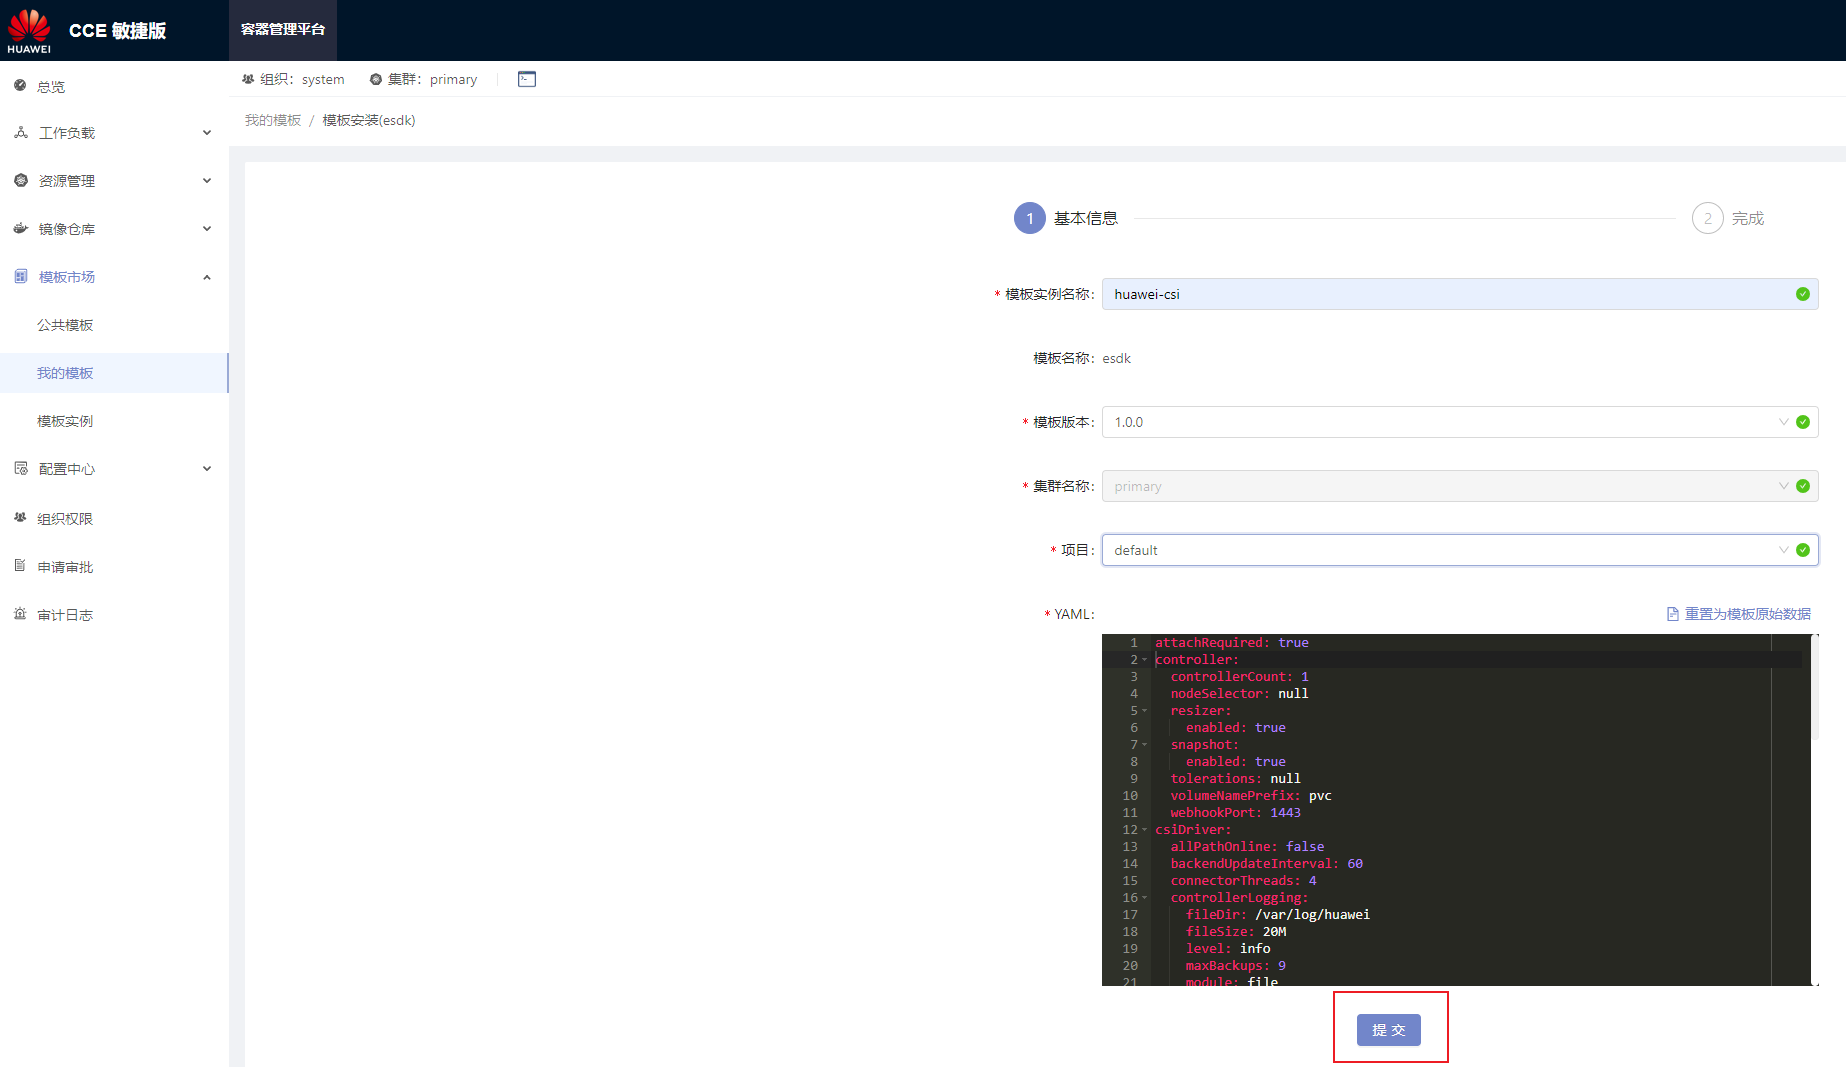 HUAWEI
CCE 敏捷版
容器管理平台
组织：system
集群：primary
总览
工作负载
资源管理
镜像仓库
模板市场
公共模板
我的模板
模板实例
配置中心
组织权限
申请审批
审计日志
我的模板 / 模板安装(esdk)
1 基本信息
2 完成
* 模板实例名称：huawei-csi
模板名称：esdk
* 模板版本：1.0.0
* 集群名称：primary
* 项目：default
* YAML：
重置为模板原始数据
1 attachRequired: true
2 controller:
3 controllerCount: 1
4 nodeSelector: null
5 resizer:
6 enabled: true
7 snapshot:
8 enabled: true
9 tolerations: null
10 volumeNamePrefix: pvc
11 webhookPort: 1443
12 csiDriver:
13 allPathOnline: false
14 backendUpdateInterval: 60
15 connectorThreads: 4
16 controllerLogging:
17 fileDir: /var/log/huawei
18 fileSize: 20M
19 level: info
20 maxBackups: 9
21 module: file
提 交